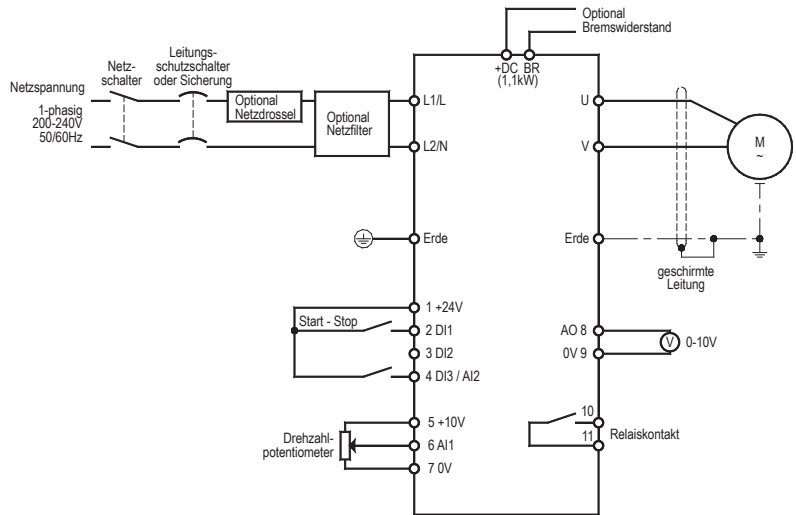 Optional
Bremswiderstand
+DC BR
(1,1kW)
Netzspannung
1-phasig
200-240V
50/60Hz
Netz-
schalter
Leitungs-
schutzschalter
oder Sicherung
Optional
Netzdrossel
Optional
Netzfilter
L1/L
L2/N
Erde
U
V
Erde
M
~
geschirmte
Leitung
Start - Stop
1 +24V
2 DI1
3 DI2
4 DI3 / AI2
Drehzahl-
potentiometer
5 +10V
6 AI1
7 0V
AO 8
0V 9
V
0-10V
10
11
Relaiskontakt